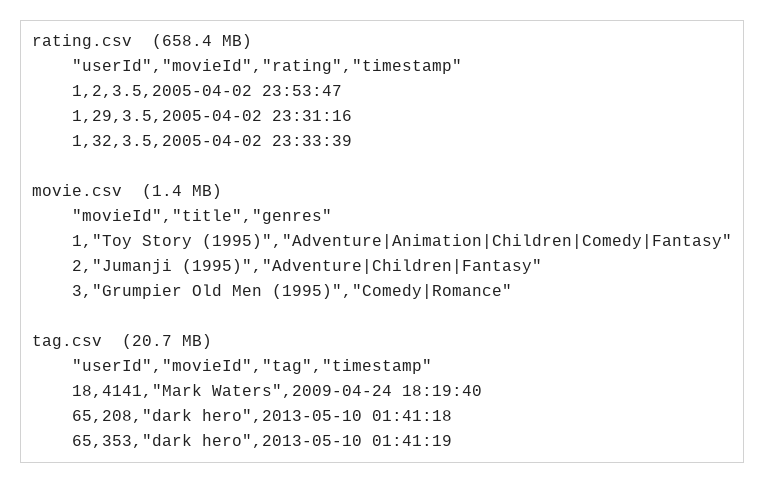 rating.csv  (658.4 MB)
    "userId","movieId","rating","timestamp"
    1,2,3.5,2005-04-02 23:53:47
    1,29,3.5,2005-04-02 23:31:16
    1,32,3.5,2005-04-02 23:33:39

movie.csv  (1.4 MB)
    "movieId","title","genres"
    1,"Toy Story (1995)","Adventure|Animation|Children|Comedy|Fantasy"
    2,"Jumanji (1995)","Adventure|Children|Fantasy"
    3,"Grumpier Old Men (1995)","Comedy|Romance"

tag.csv  (20.7 MB)
    "userId","movieId","tag","timestamp"
    18,4141,"Mark Waters",2009-04-24 18:19:40
    65,208,"dark hero",2013-05-10 01:41:18
    65,353,"dark hero",2013-05-10 01:41:19